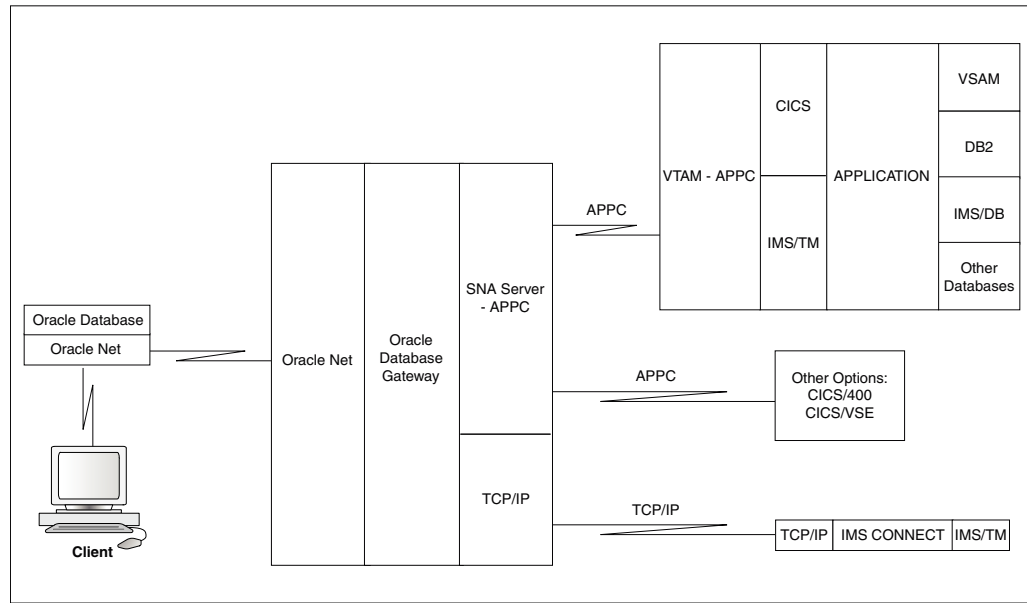 Oracle Database
Oracle Net
Client
Oracle Net
Oracle
Database
Gateway
SNA Server
- APPC
TCP/IP
APPC
VTAM - APPC
CICS
IMS/TM
APPLICATION
VSAM
DB2
IMS/DB
Other
Databases
APPC
Other Options:
CICS/400
CICS/VSE
TCP/IP
TCP/IP
IMS CONNECT
IMS/TM